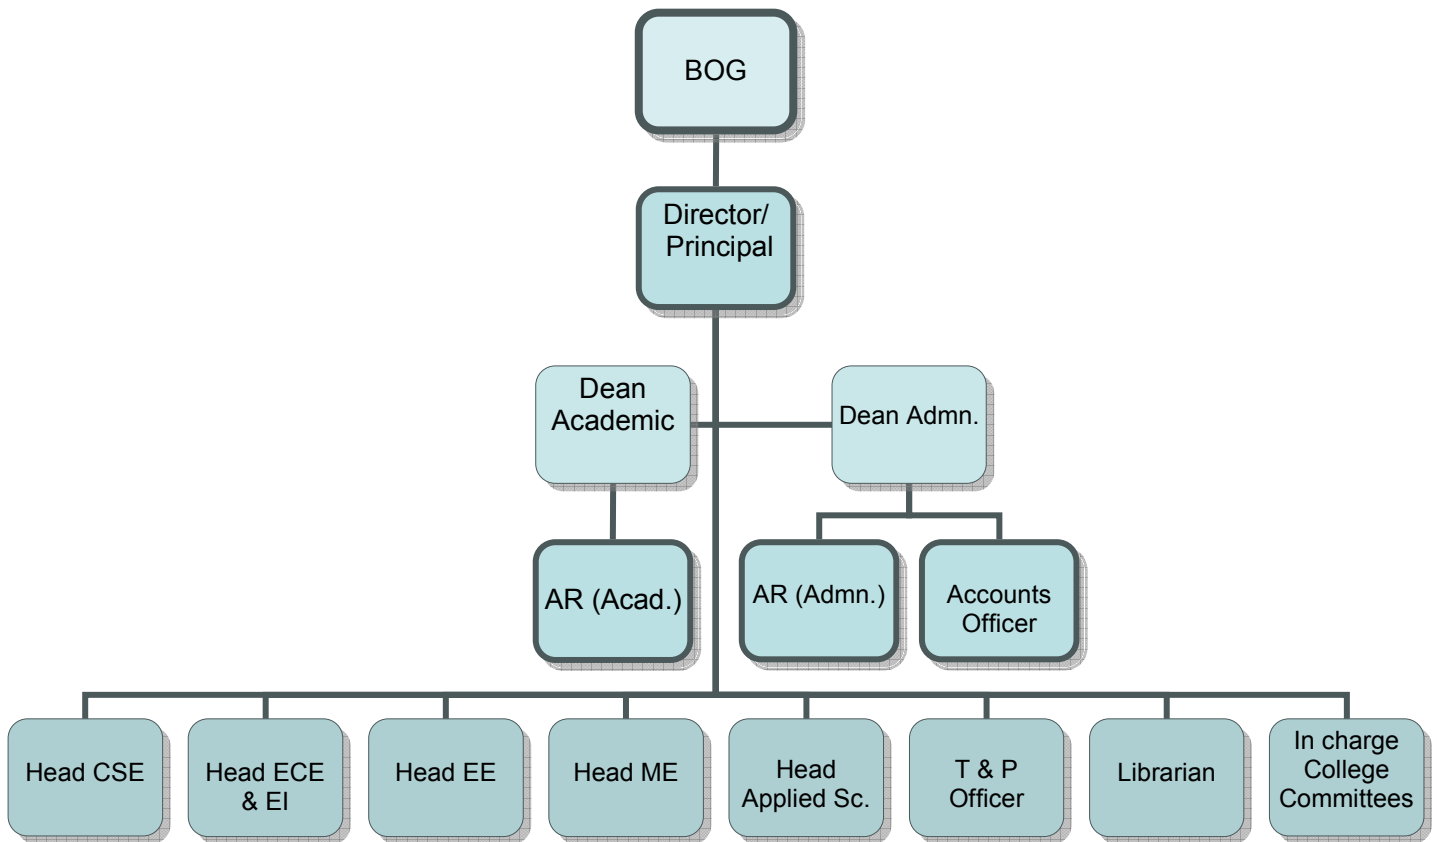 BOG
Director/
Principal
Dean
Academic
Dean Admn.
AR (Acad.)
AR (Admn.)
Accounts
Officer
Head CSE
Head ECE
& EI
Head EE
Head ME
Head
Applied Sc.
T & P
Officer
Librarian
In charge
College
Committees